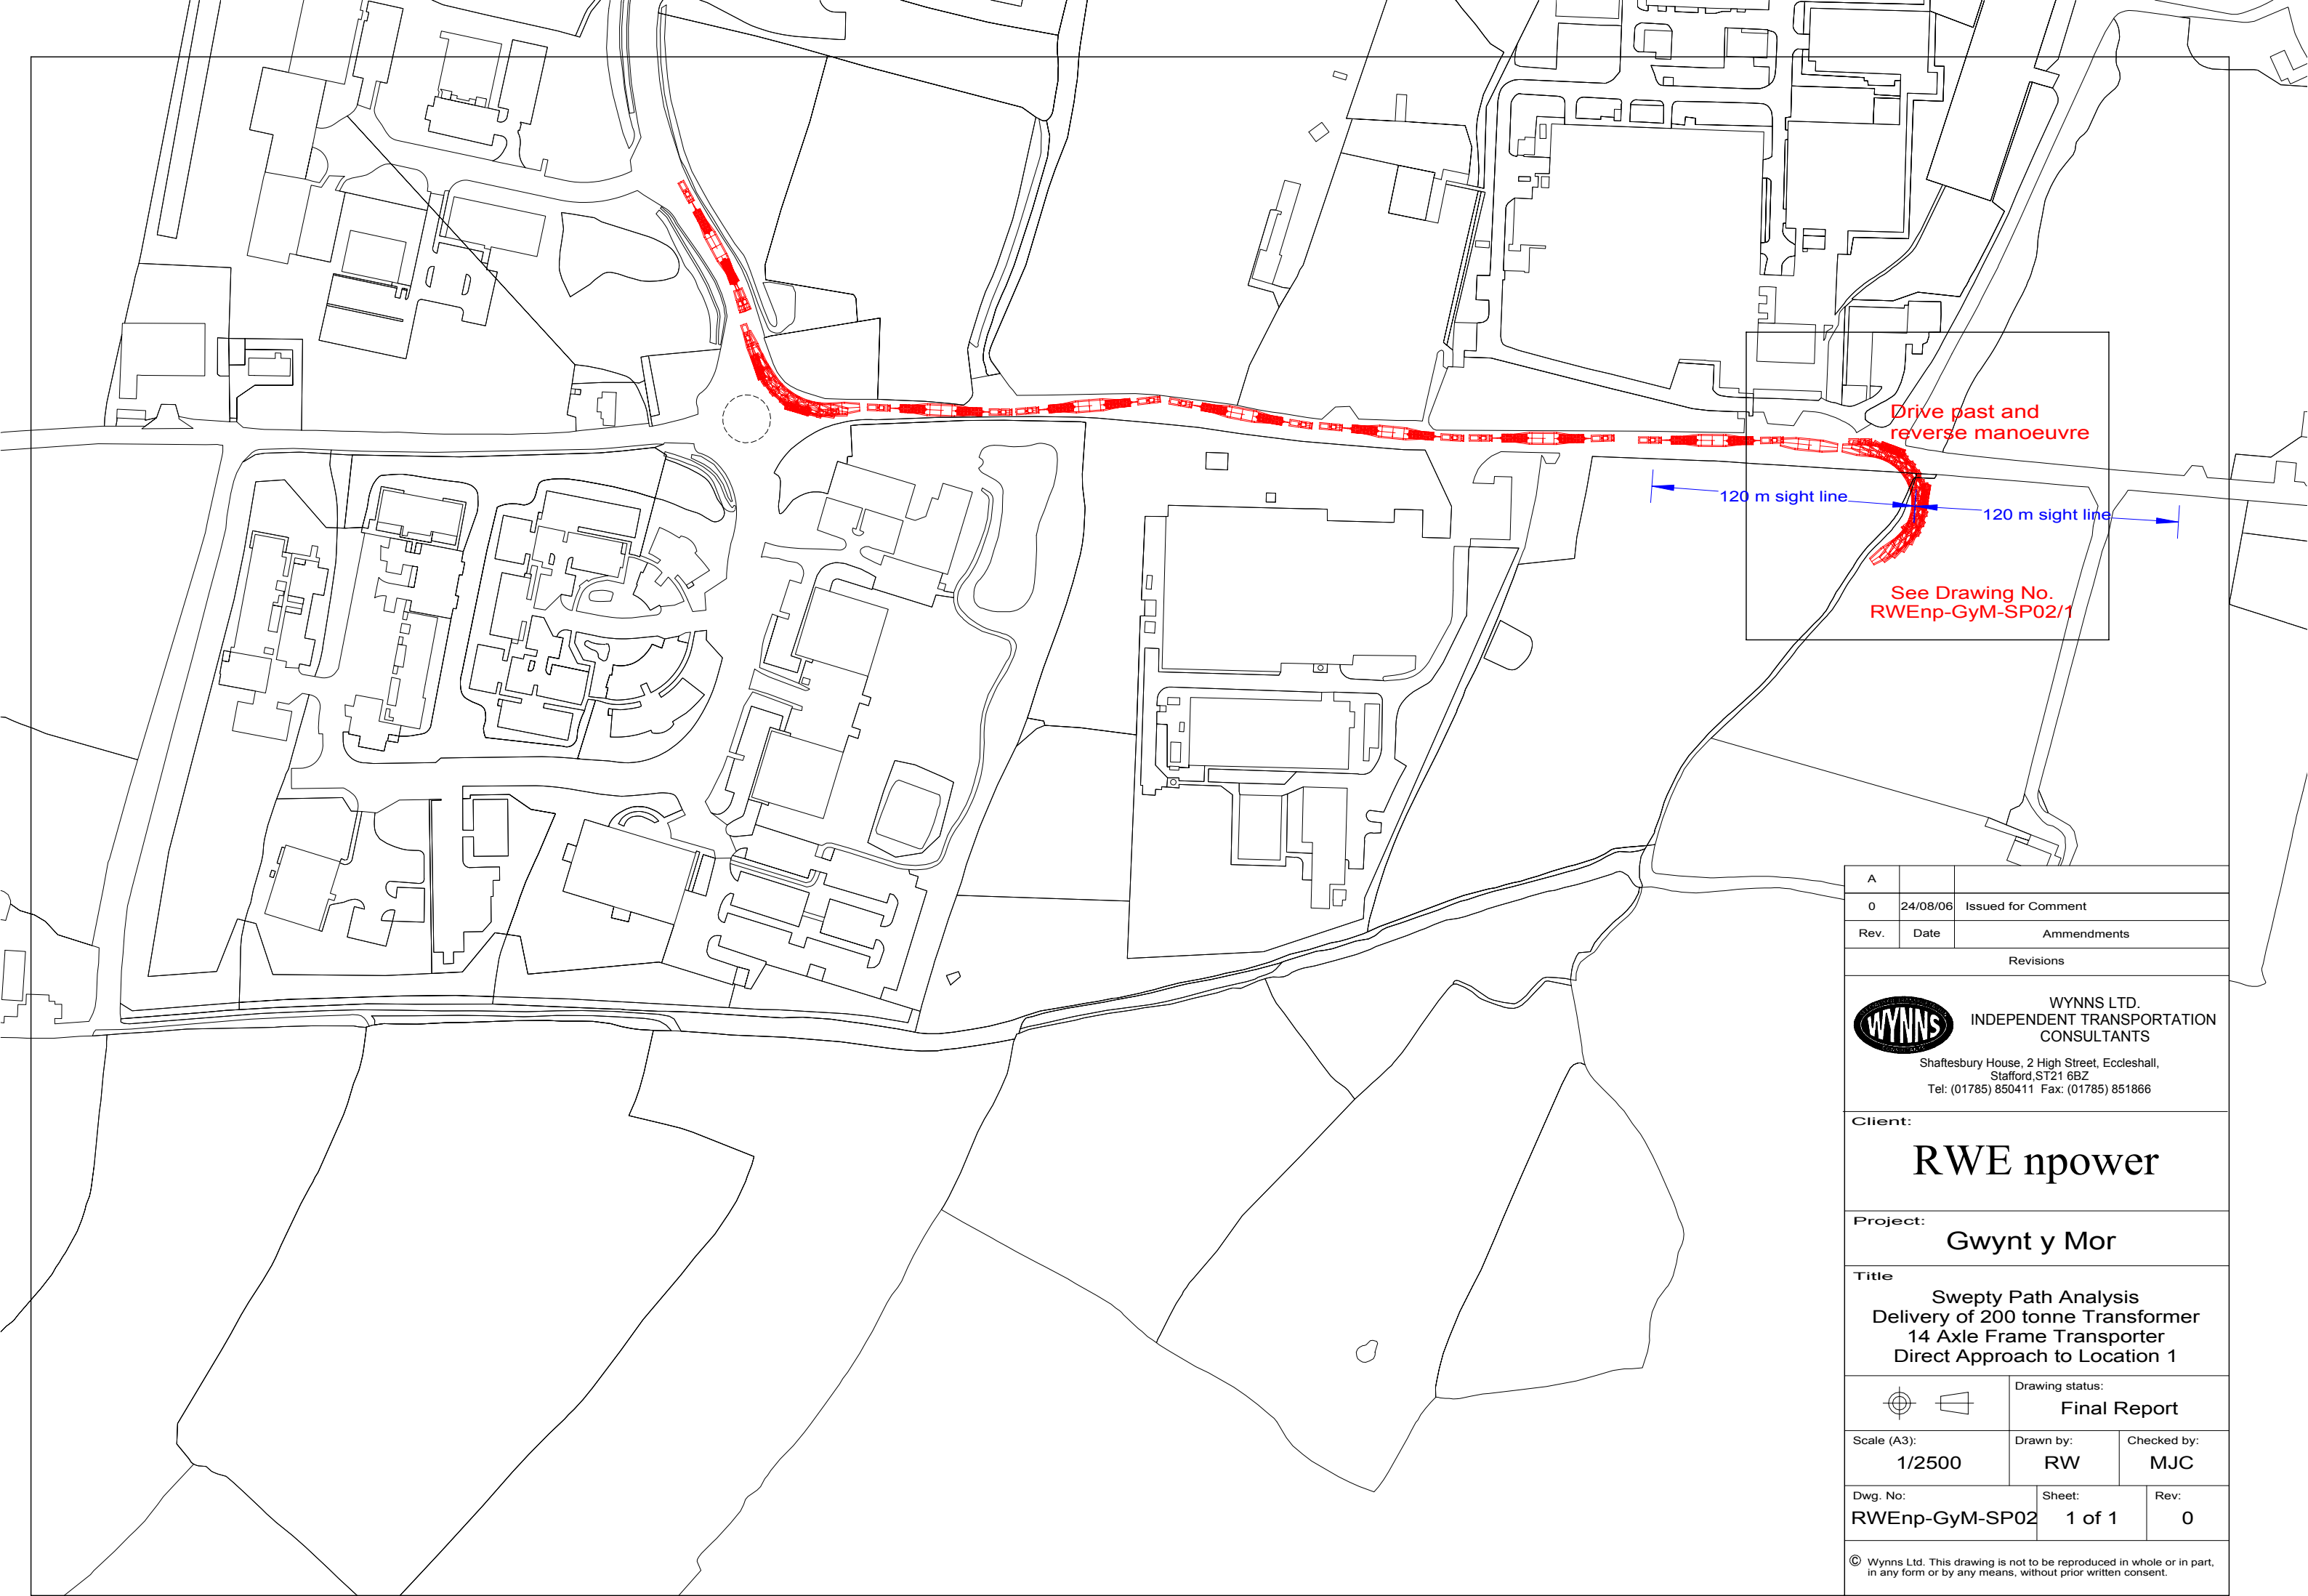 Drive past and
reverse manoeuvre
120 m sight line
120 m sight line
See Drawing No.
RWEnp-GyM-SP02/1
A
0 24/08/06 Issued for Comment
Rev. Date Ammendments
Revisions
WYNNS
WYNNS LTD.
INDEPENDENT TRANSPORTATION
CONSULTANTS
Shaftesbury House, 2 High Street, Eccleshall,
Stafford,ST21 6BZ
Tel: (01785) 850411 Fax: (01785) 851866
Client:
RWE npower
Project:
Gwynt y Mor
Title
Swepty Path Analysis
Delivery of 200 tonne Transformer
14 Axle Frame Transporter
Direct Approach to Location 1
Drawing status:
Final Report
Scale (A3): Drawn by: Checked by:
1/2500 RW MJC
Dwg. No: Sheet: Rev:
RWEnp-GyM-SP02 1 of 1 0
© Wynns Ltd. This drawing is not to be reproduced in whole or in part,
in any form or by any means, without prior written consent.